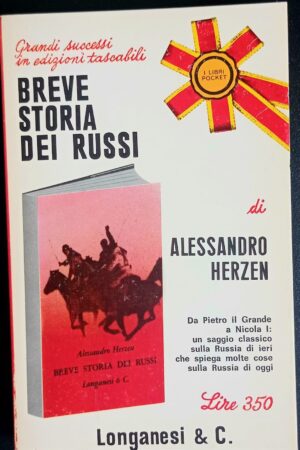 Grandi successi
in edizioni tascabili
BREVE
STORIA
DEI RUSSI
I LIBRI
POCKET
di
ALESSANDRO
HERZEN
Alessandro Herzen
BREVE STORIA DEI RUSSI
Longanesi & C.
Da Pietro il Grande
a Nicola I:
un saggio classico
sulla Russia di ieri
che spiega molte cose
sulla Russia di oggi
Lire 350
Longanesi & C.